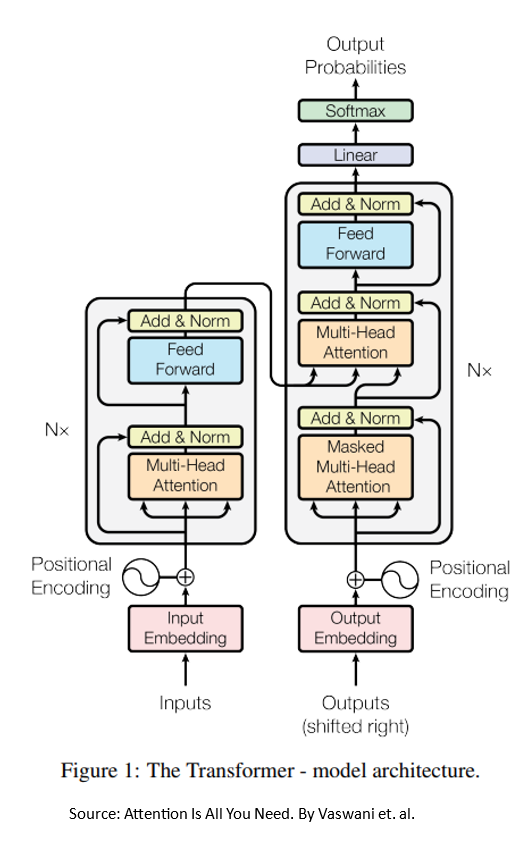 Output
Probabilities
Softmax
Linear
Add & Norm
Feed
Forward
Add & Norm
Multi-Head
Attention
Add & Norm
Masked
Multi-Head
Attention
Nx
Add & Norm
Feed
Forward
Add & Norm
Multi-Head
Attention
Nx
Positional
Encoding
Positional
Encoding
Input
Embedding
Output
Embedding
Inputs
Outputs
(shifted right)
Figure 1: The Transformer - model architecture.
Source: Attention Is All You Need. By Vaswani et. al.